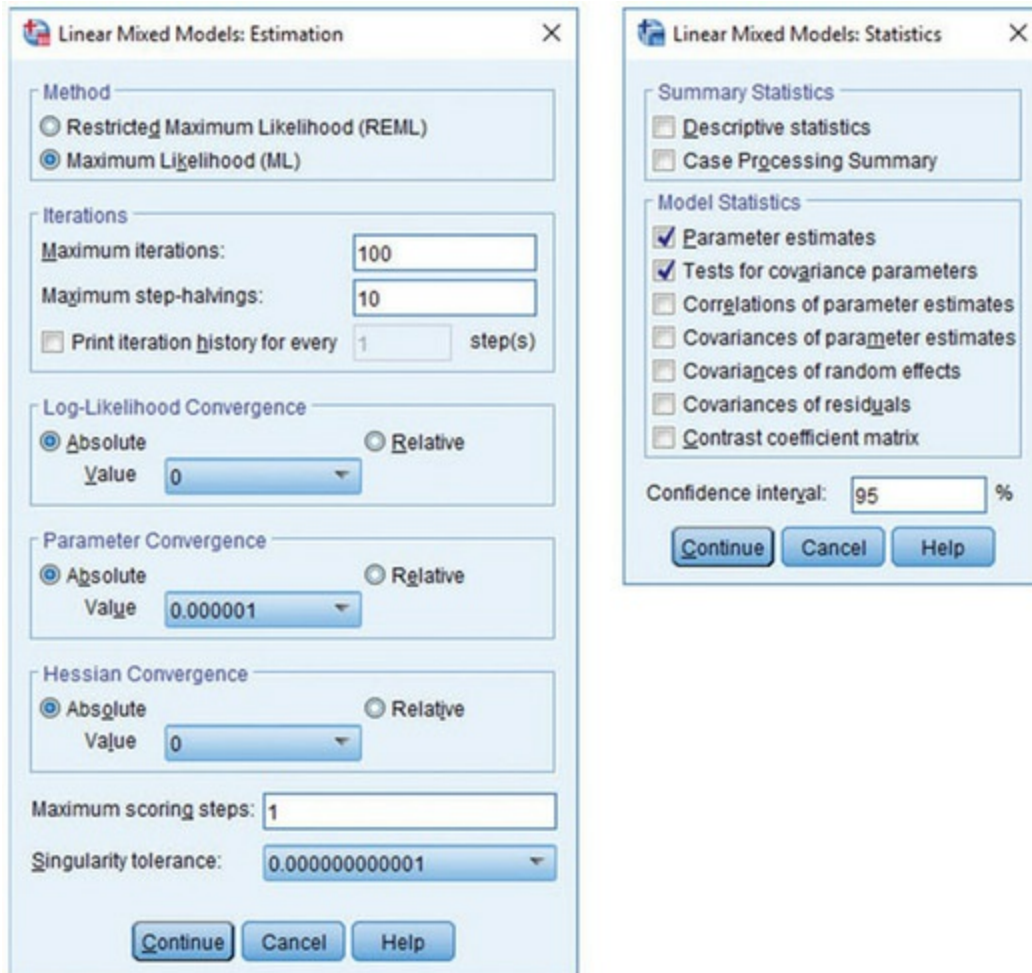 Linear Mixed Models: Estimation
Method
Restricted Maximum Likelihood (REML)
Maximum Likelihood (ML)
Iterations
Maximum iterations: 100
Maximum step-halvings: 10
Print iteration history for every 1 step(s)
Log-Likelihood Convergence
Absolute Relative
Value 0
Parameter Convergence
Absolute Relative
Value 0.000001
Hessian Convergence
Absolute Relative
Value 0
Maximum scoring steps: 1
Singularity tolerance: 0.000000000001
Continue Cancel Help
Linear Mixed Models: Statistics
Summary Statistics
Descriptive statistics
Case Processing Summary
Model Statistics
Parameter estimates
Tests for covariance parameters
Correlations of parameter estimates
Covariances of parameter estimates
Covariances of random effects
Covariances of residuals
Contrast coefficient matrix
Confidence interval: 95 %
Continue Cancel Help